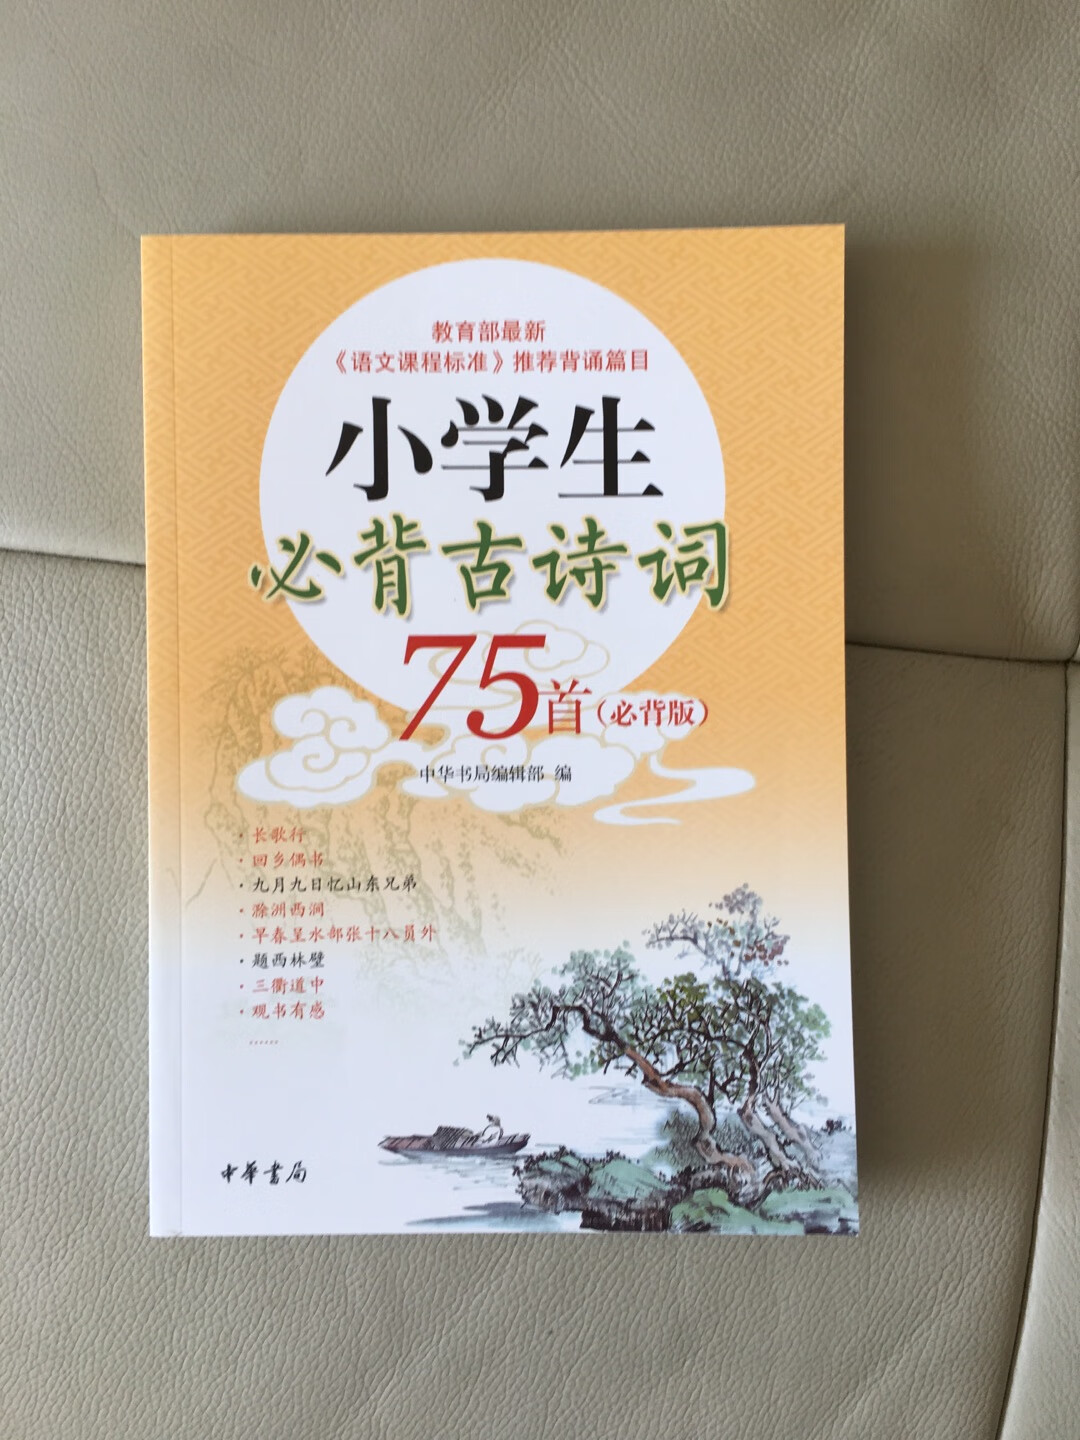 教育部最新
《语文课程标准》推荐背诵篇目
小学生
必背古诗词
75首(必背版)
中华书局编辑部 编
· 长歌行
· 回乡偶书
· 九月九日忆山东兄弟
· 滁洲西涧
· 早春呈水部张十八员外
· 题西林壁
· 三衢道中
· 观书有感
……
中華書局